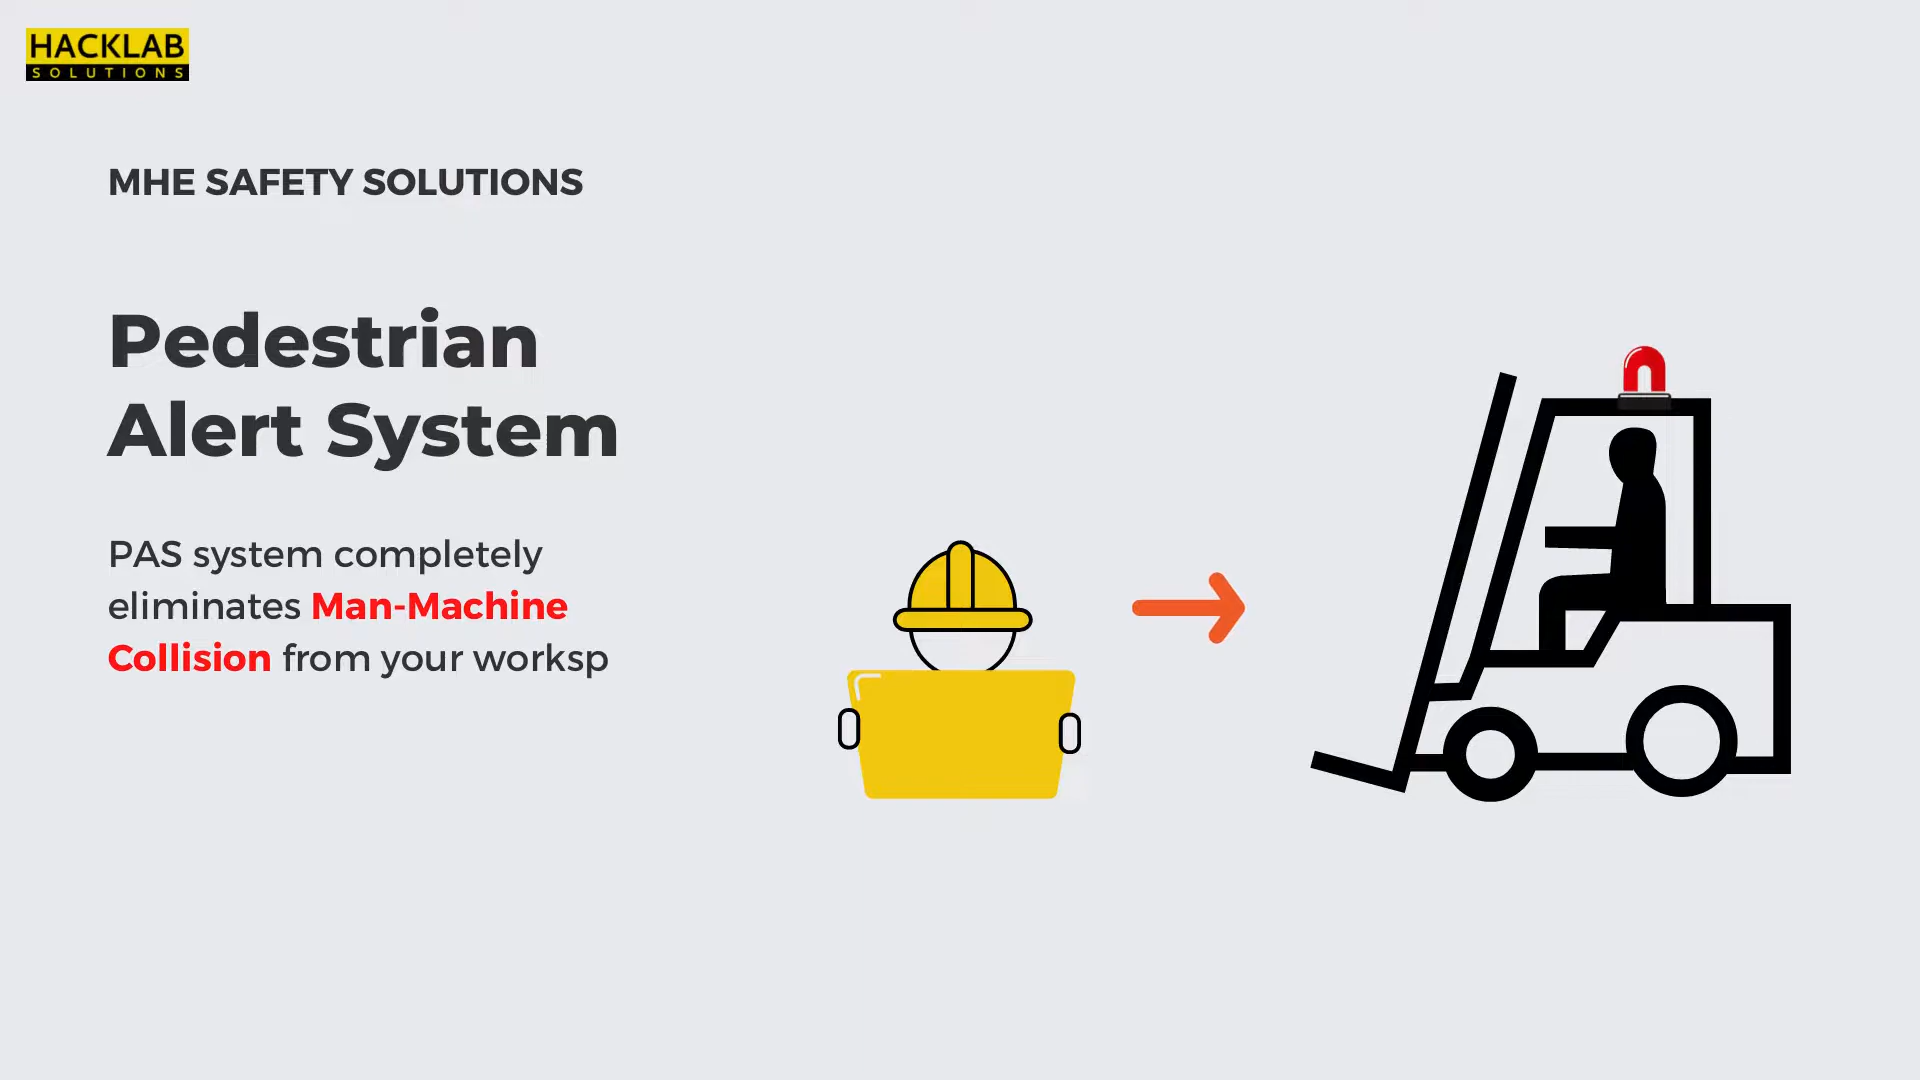 HACKLAB
SOLUTIONS
MHE SAFETY SOLUTIONS
Pedestrian
Alert System
PAS system completely
eliminates Man-Machine
Collision from your worksp